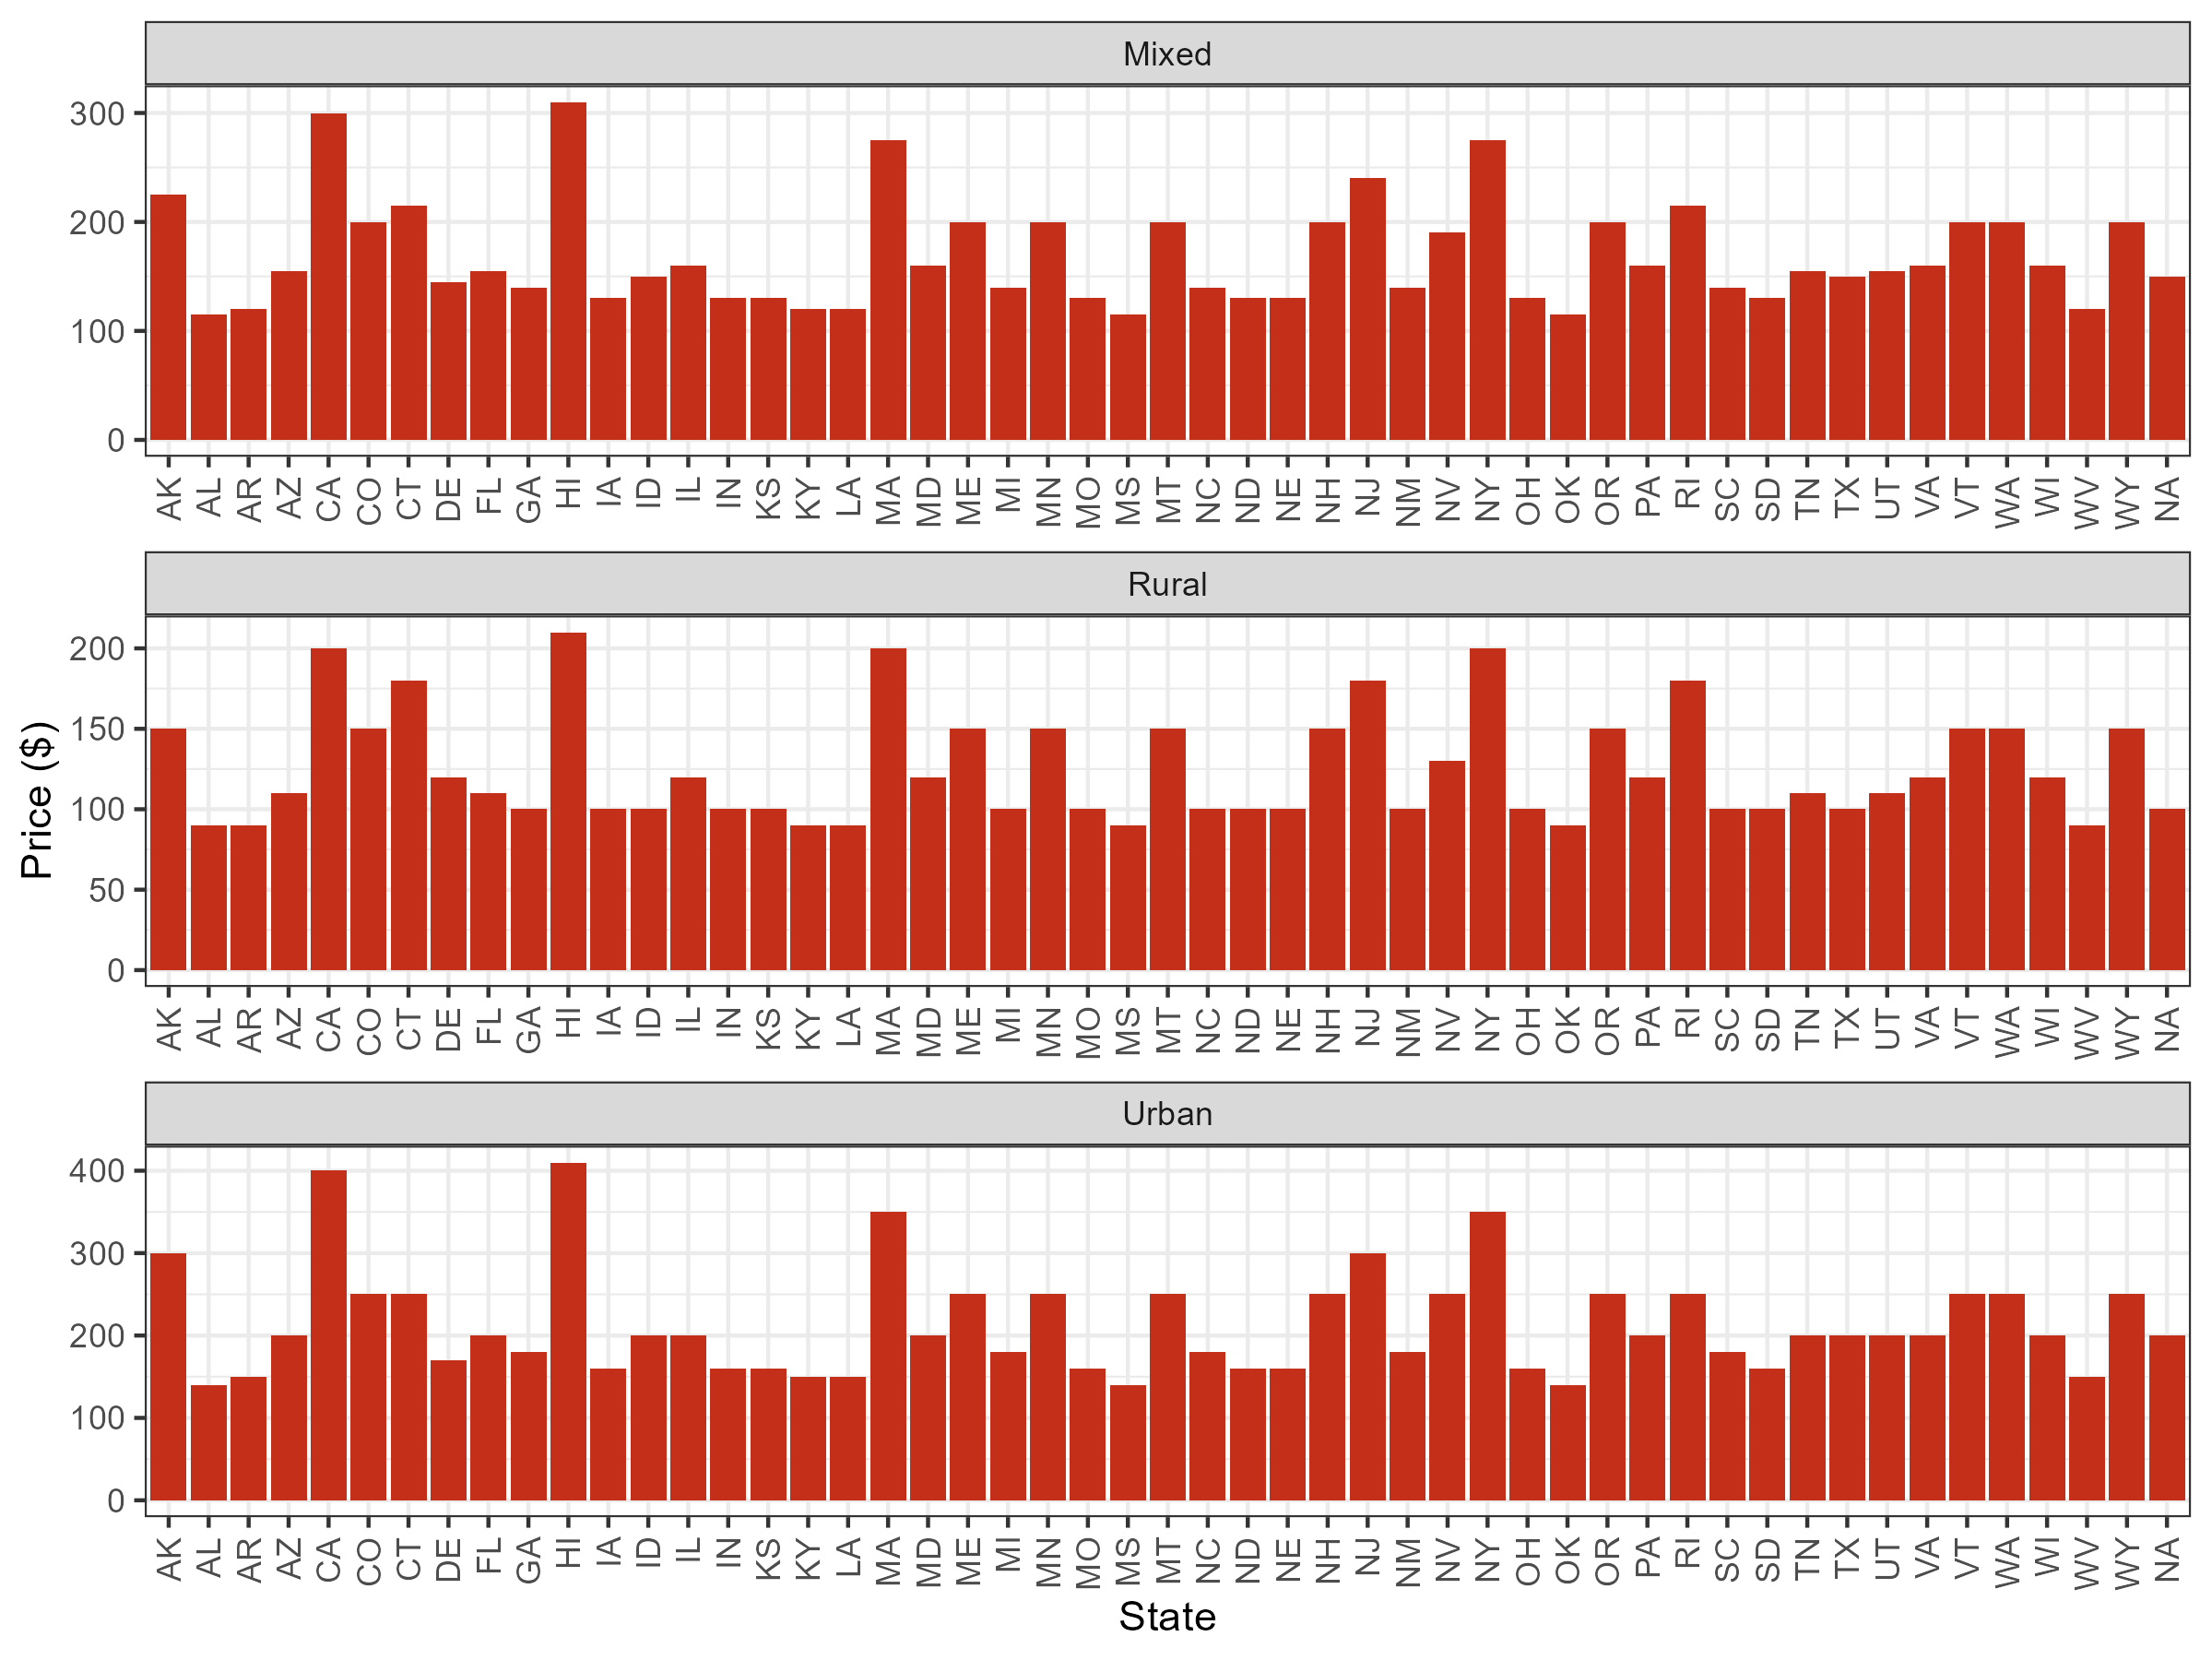 Mixed
300
200
100
0
AK AL AR AZ CA CO CT DE FL GA HI IA ID IL IN KS KY LA MA MD ME MI MN MO MS MT NC ND NE NH NJ NM NV NY OH OK OR PA RI SC SD TN TX UT VA VT WA WI WV WY NA
Rural
Price ($)
200
150
100
50
0
AK AL AR AZ CA CO CT DE FL GA HI IA ID IL IN KS KY LA MA MD ME MI MN MO MS MT NC ND NE NH NJ NM NV NY OH OK OR PA RI SC SD TN TX UT VA VT WA WI WV WY NA
Urban
400
300
200
100
0
AK AL AR AZ CA CO CT DE FL GA HI IA ID IL IN KS KY LA MA MD ME MI MN MO MS MT NC ND NE NH NJ NM NV NY OH OK OR PA RI SC SD TN TX UT VA VT WA WI WV WY NA
State